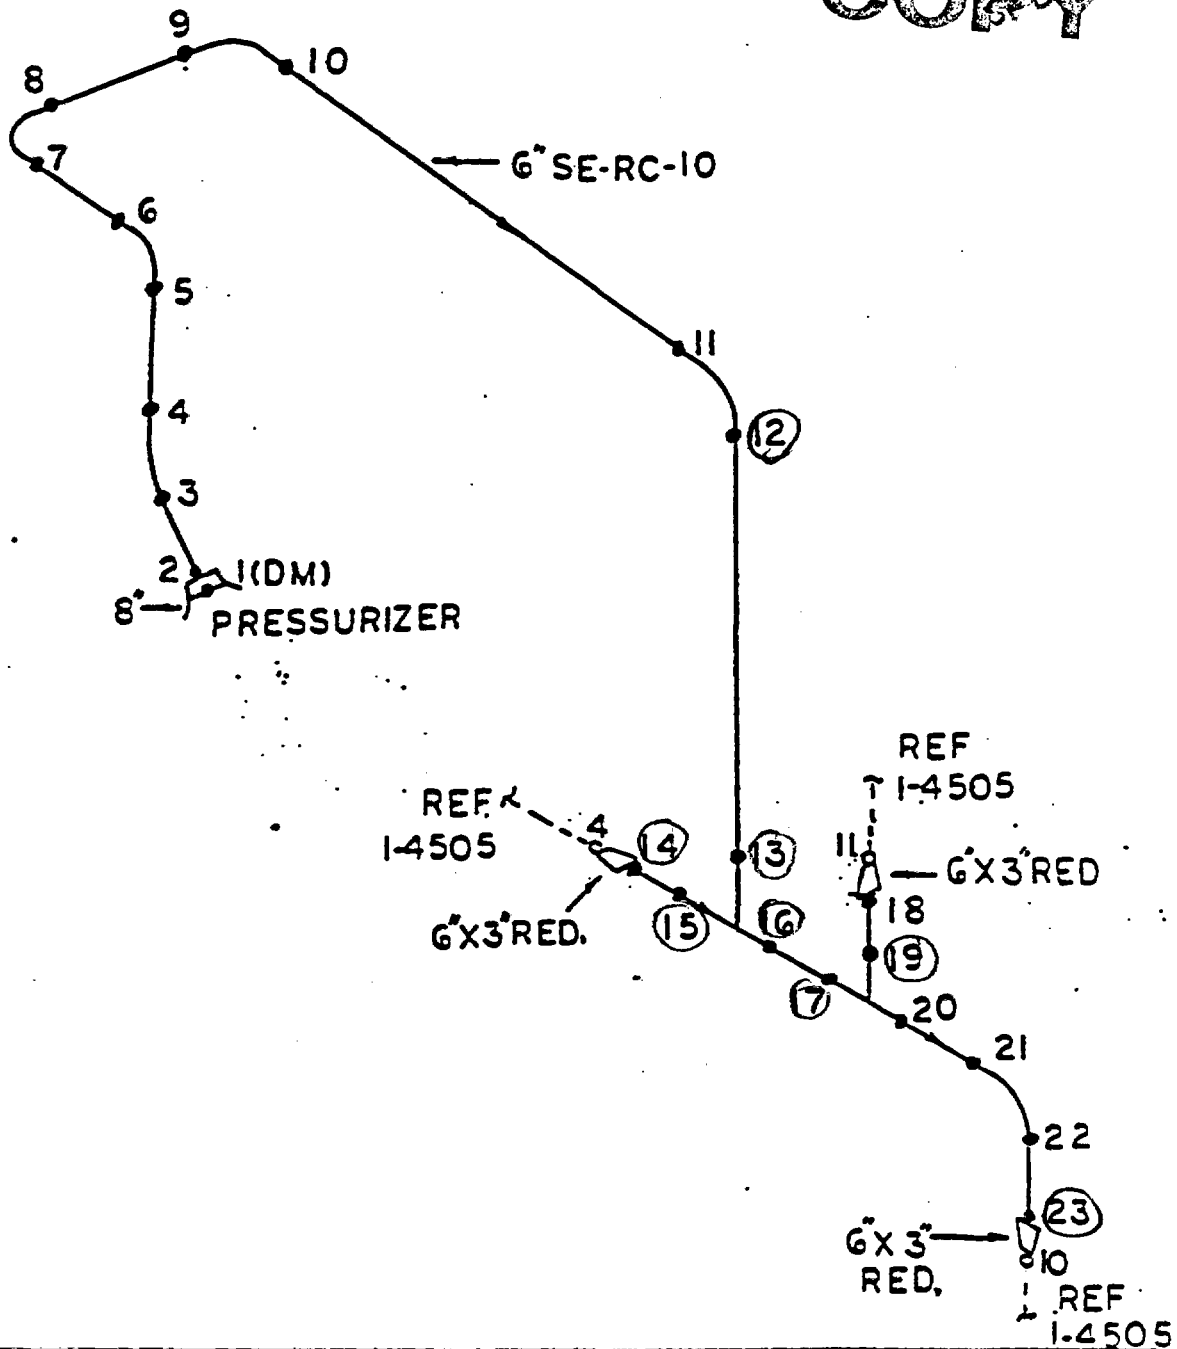 COPY
9
10
8
7
6" SE-RC-10
6
5
11
4
12
3
2
1(DM)
8"
PRESSURIZER
REF
1-4505
REF.
1-4505
4
14
13
11
6"X3"RED
18
6"X3"RED.
15
16
19
17
20
21
22
23
6"X3"
RED.
10
REF
1-4505